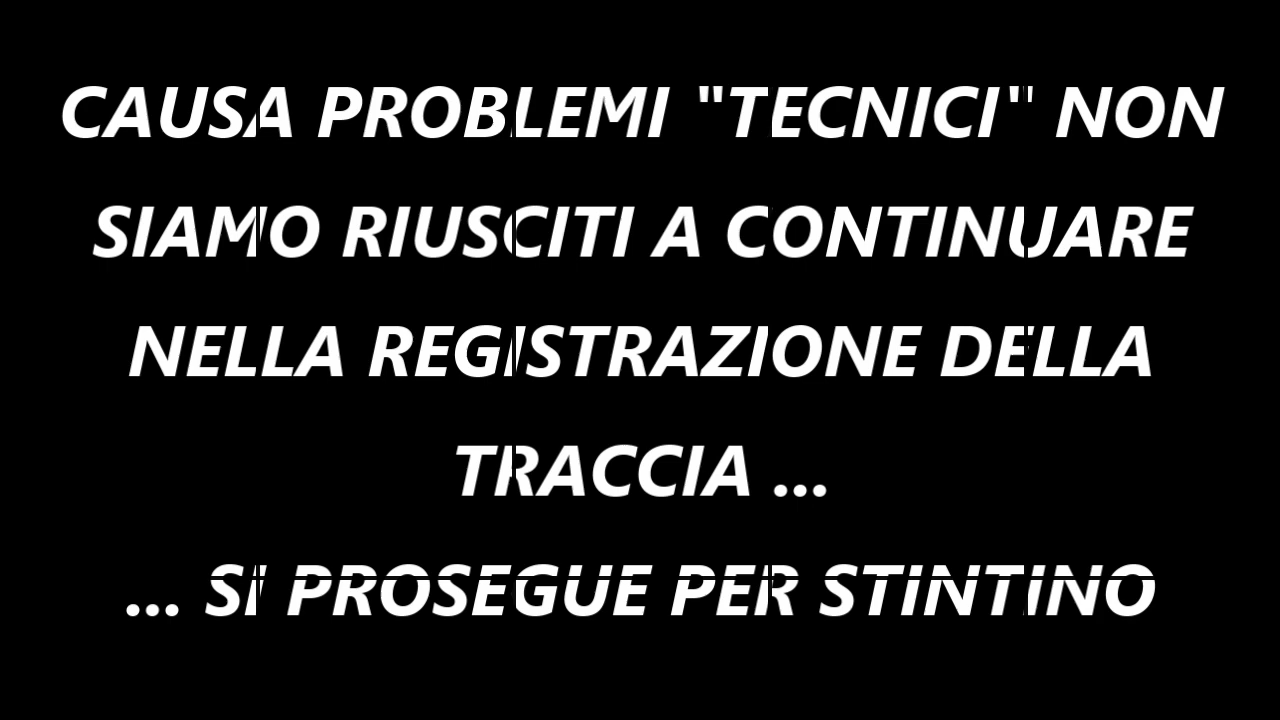 CAUSA PROBLEMI "TECNICI" NON
SIAMO RIUSCITI A CONTINUARE
NELLA REGISTRAZIONE DELLA
TRACCIA ...
... SI PROSEGUE PER STINTINO